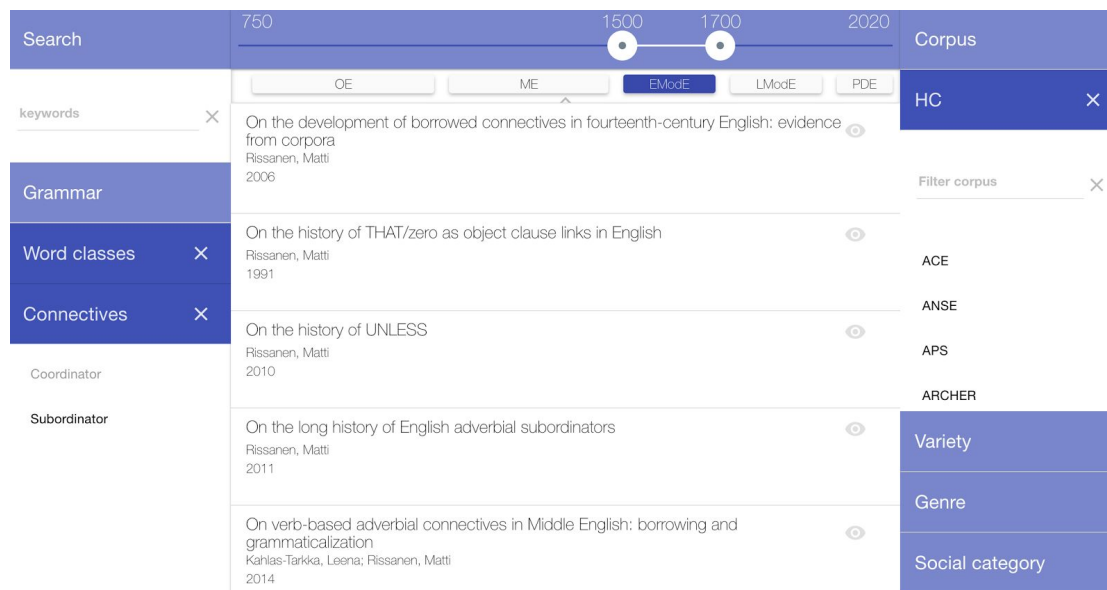 Search
keywords
Grammar
Word classes
Connectives
Coordinator
Subordinator
750 1500 1700 2020
OE ME EModE LModE PDE
On the development of borrowed connectives in fourteenth-century English: evidence
from corpora
Rissanen, Matti
2006
On the history of THAT/zero as object clause links in English
Rissanen, Matti
1991
On the history of UNLESS
Rissanen, Matti
2010
On the long history of English adverbial subordinators
Rissanen, Matti
2011
On verb-based adverbial connectives in Middle English: borrowing and
grammaticalization
Kahlas-Tarkka, Leena; Rissanen, Matti
2014
Corpus
HC
Filter corpus
ACE
ANSE
APS
ARCHER
Variety
Genre
Social category